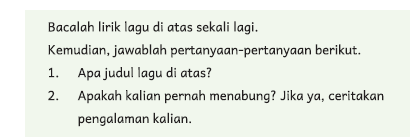 Bacalah lirik lagu di atas sekali lagi.
Kemudian, jawablah pertanyaan-pertanyaan berikut.
1. Apa judul lagu di atas?
2. Apakah kalian pernah menabung? Jika ya, ceritakan
pengalaman kalian.